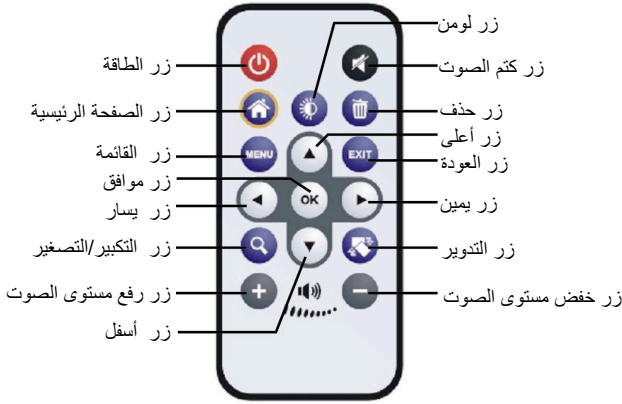 زر لومن
زر الطاقة
زر كتم الصوت
زر الصفحة الرئيسية
زر حذف
زر أعلى
زر القائمة
MENU
EXIT
زر العودة
زر موافق
OK
زر يسار
زر يمين
زر التكبير/التصغير
زر التدوير
زر رفع مستوى الصوت
زر خفض مستوى الصوت
زر أسفل